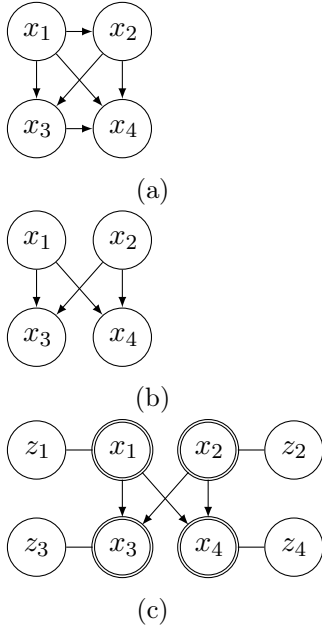 x₁ x₂
x₃ x₄
(a)
x₁ x₂
x₃ x₄
(b)
z₁ x₁ x₂ z₂
z₃ x₃ x₄ z₄
(c)